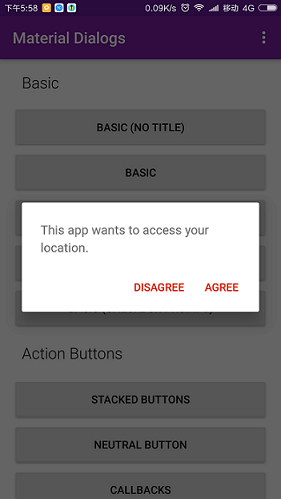 下午5:58
0.09K/s
移动
4G
Material Dialogs
Basic
BASIC (NO TITLE)
BASIC
This app wants to access your
location.
DISAGREE
AGREE
Action Buttons
STACKED BUTTONS
NEUTRAL BUTTON
CALLBACKS